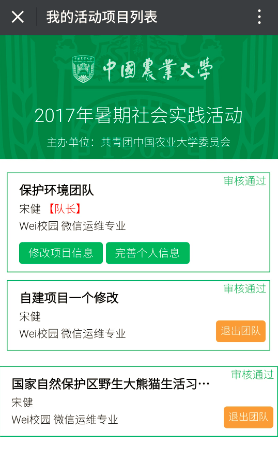 我的活动项目列表
中国农业大学
2017年暑期社会实践活动
主办单位：共青团中国农业大学委员会
审核通过
保护环境团队
宋健 【队长】
Wei校园 微信运维专业
修改项目信息 完善个人信息
审核通过
自建项目一个修改
宋健
Wei校园 微信运维专业
退出团队
审核通过
国家自然保护区野生大熊猫生活习…
宋健
Wei校园 微信运维专业
退出团队